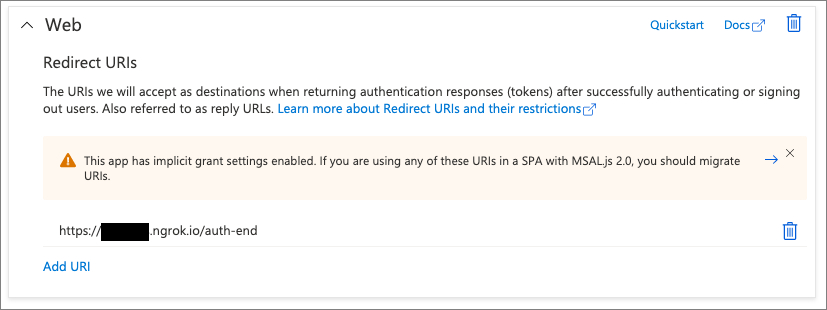 Web
Quickstart
Docs
Redirect URIs
The URIs we will accept as destinations when returning authentication responses (tokens) after successfully authenticating or signing
out users. Also referred to as reply URLs. Learn more about Redirect URIs and their restrictions
This app has implicit grant settings enabled. If you are using any of these URIs in a SPA with MSAL.js 2.0, you should migrate
URIs.
https:// .ngrok.io/auth-end
Add URI